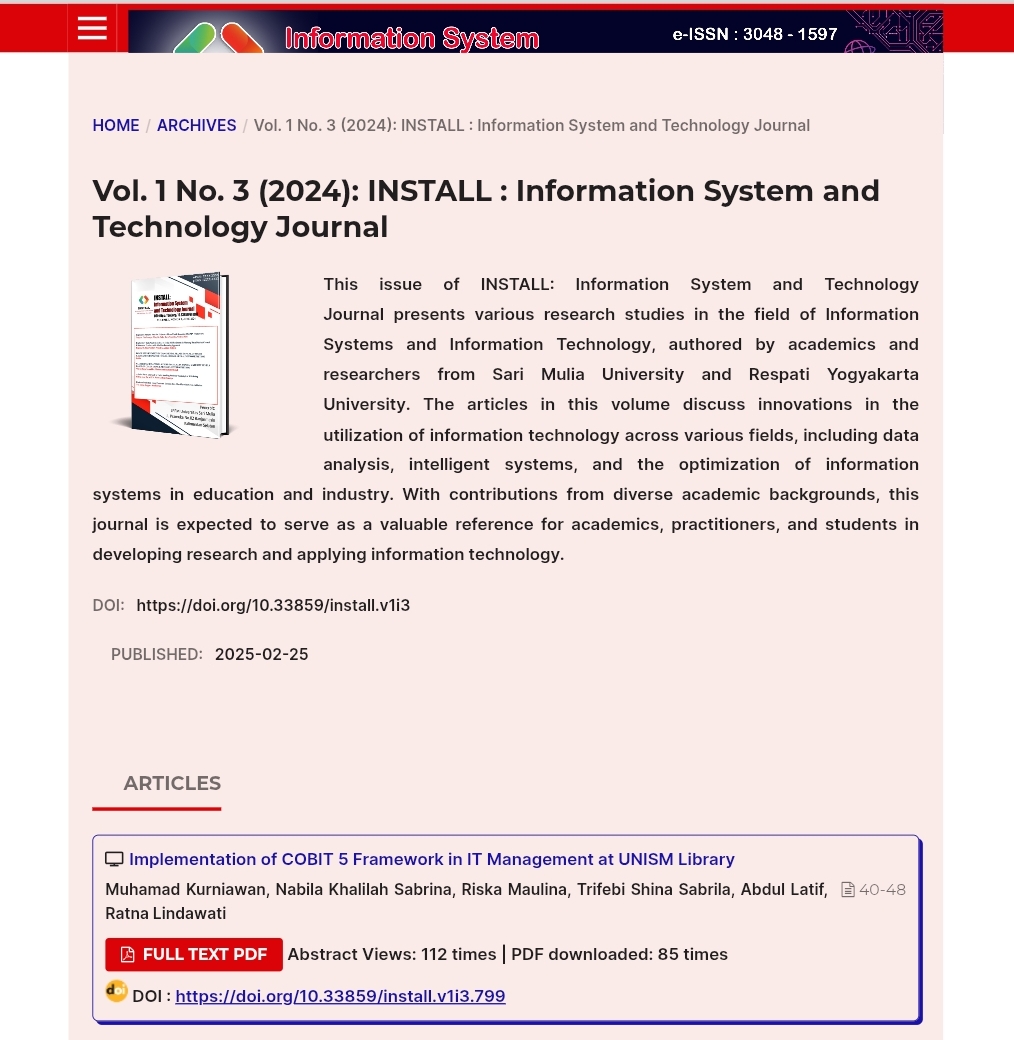 Information System
e-ISSN : 3048 - 1597
HOME / ARCHIVES / Vol. 1 No. 3 (2024): INSTALL : Information System and Technology Journal
Vol. 1 No. 3 (2024): INSTALL : Information System and
Technology Journal
INSTALL:
Information System
and Technology Journal
This issue of INSTALL: Information System and Technology
Journal presents various research studies in the field of Information
Systems and Information Technology, authored by academics and
researchers from Sari Mulia University and Respati Yogyakarta
University. The articles in this volume discuss innovations in the
utilization of information technology across various fields, including data
analysis, intelligent systems, and the optimization of information
systems in education and industry. With contributions from diverse academic backgrounds, this
journal is expected to serve as a valuable reference for academics, practitioners, and students in
developing research and applying information technology.
DOI: https://doi.org/10.33859/install.v1i3
PUBLISHED: 2025-02-25
ARTICLES
Implementation of COBIT 5 Framework in IT Management at UNISM Library
Muhamad Kurniawan, Nabila Khalilah Sabrina, Riska Maulina, Trifebi Shina Sabrila, Abdul Latif, 40-48
Ratna Lindawati
FULL TEXT PDF Abstract Views: 112 times | PDF downloaded: 85 times
doi DOI : https://doi.org/10.33859/install.v1i3.799